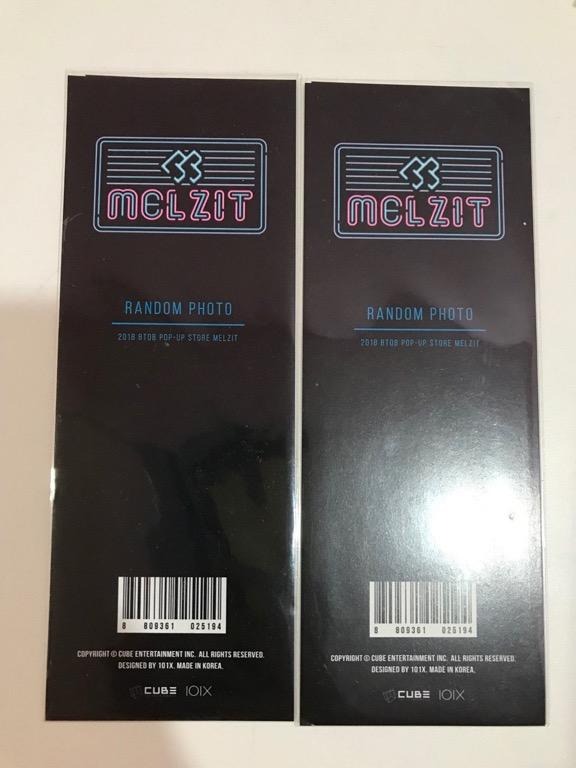 MELZIT
RANDOM PHOTO
2018 BTOB POP-UP STORE MELZIT
8 809361 025194
COPYRIGHT © CUBE ENTERTAINMENT INC. ALL RIGHTS RESERVED.
DESIGNED BY 101X. MADE IN KOREA.
CUBE 101X
MELZIT
RANDOM PHOTO
2018 BTOB POP-UP STORE MELZIT
8 809361 025194
COPYRIGHT © CUBE ENTERTAINMENT INC. ALL RIGHTS RESERVED.
DESIGNED BY 101X. MADE IN KOREA.
CUBE 101X